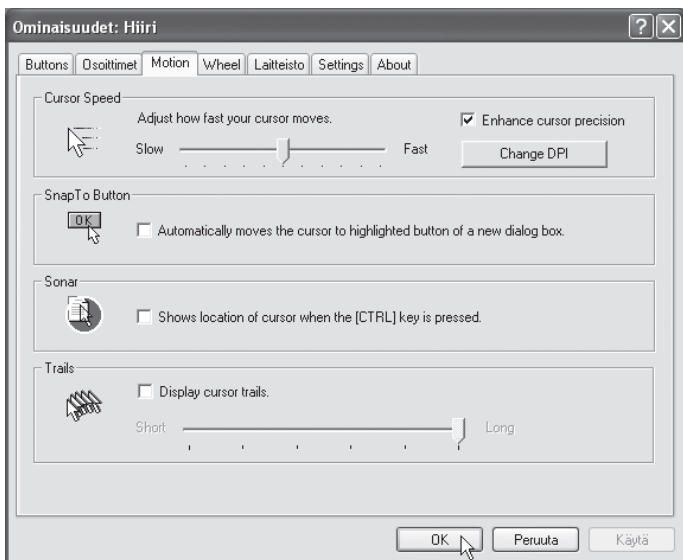 Ominaisuudet: Hiiri
Buttons Osoittimet Motion Wheel Laitteisto Settings About
Cursor Speed
Adjust how fast your cursor moves.
Enhance cursor precision
Slow Fast
Change DPI
SnapTo Button
OK
Automatically moves the cursor to highlighted button of a new dialog box.
Sonar
Shows location of cursor when the [CTRL] key is pressed.
Trails
Display cursor trails.
Short Long
OK Peruuta Käytä